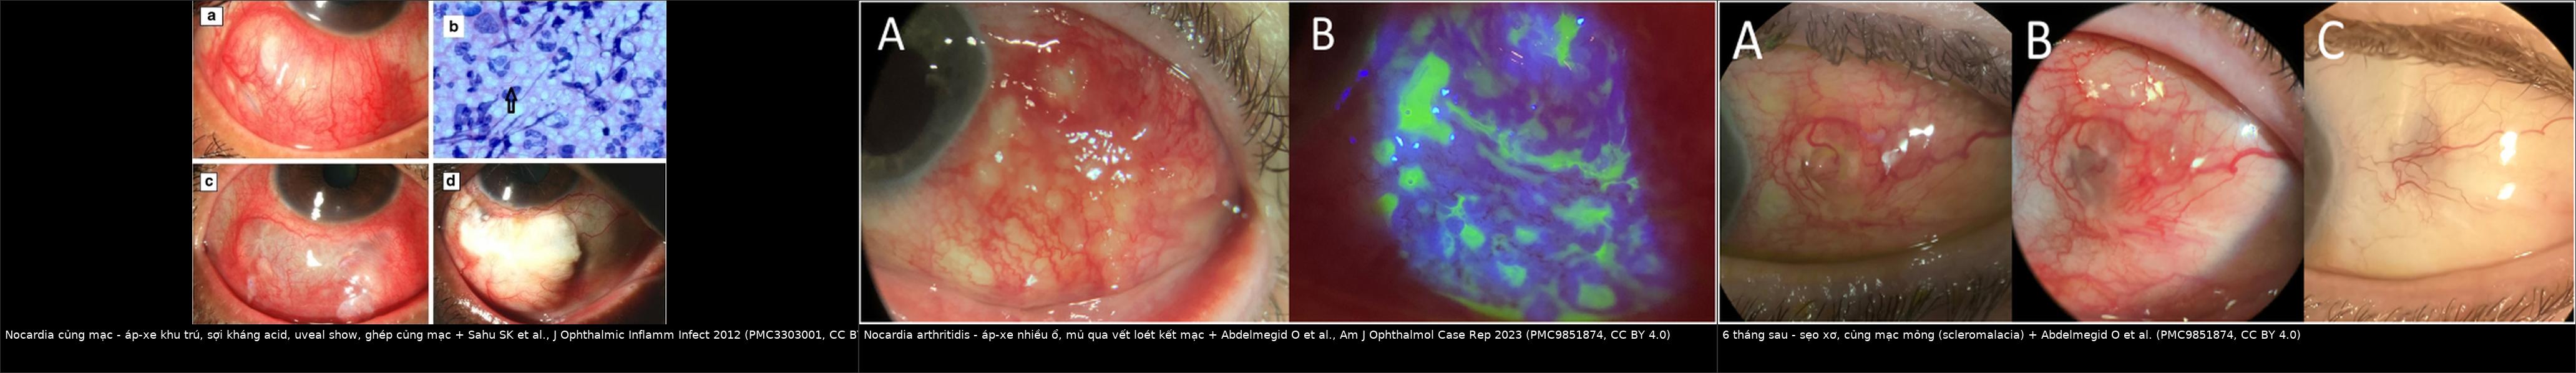 a
b
c
d
A
B
A
B
C
Nocardia củng mạc - áp-xe khu trú, sợi kháng acid, uveal show, ghép củng mạc + Sahu SK et al., J Ophthalmic Inflamm Infect 2012 (PMC3303001, CC B
Nocardia arthritidis - áp-xe nhiều ổ, mủ qua vết loét kết mạc + Abdelmegid O et al., Am J Ophthalmol Case Rep 2023 (PMC9851874, CC BY 4.0)
6 tháng sau - sẹo xơ, củng mạc mỏng (scleromalacia) + Abdelmegid O et al. (PMC9851874, CC BY 4.0)